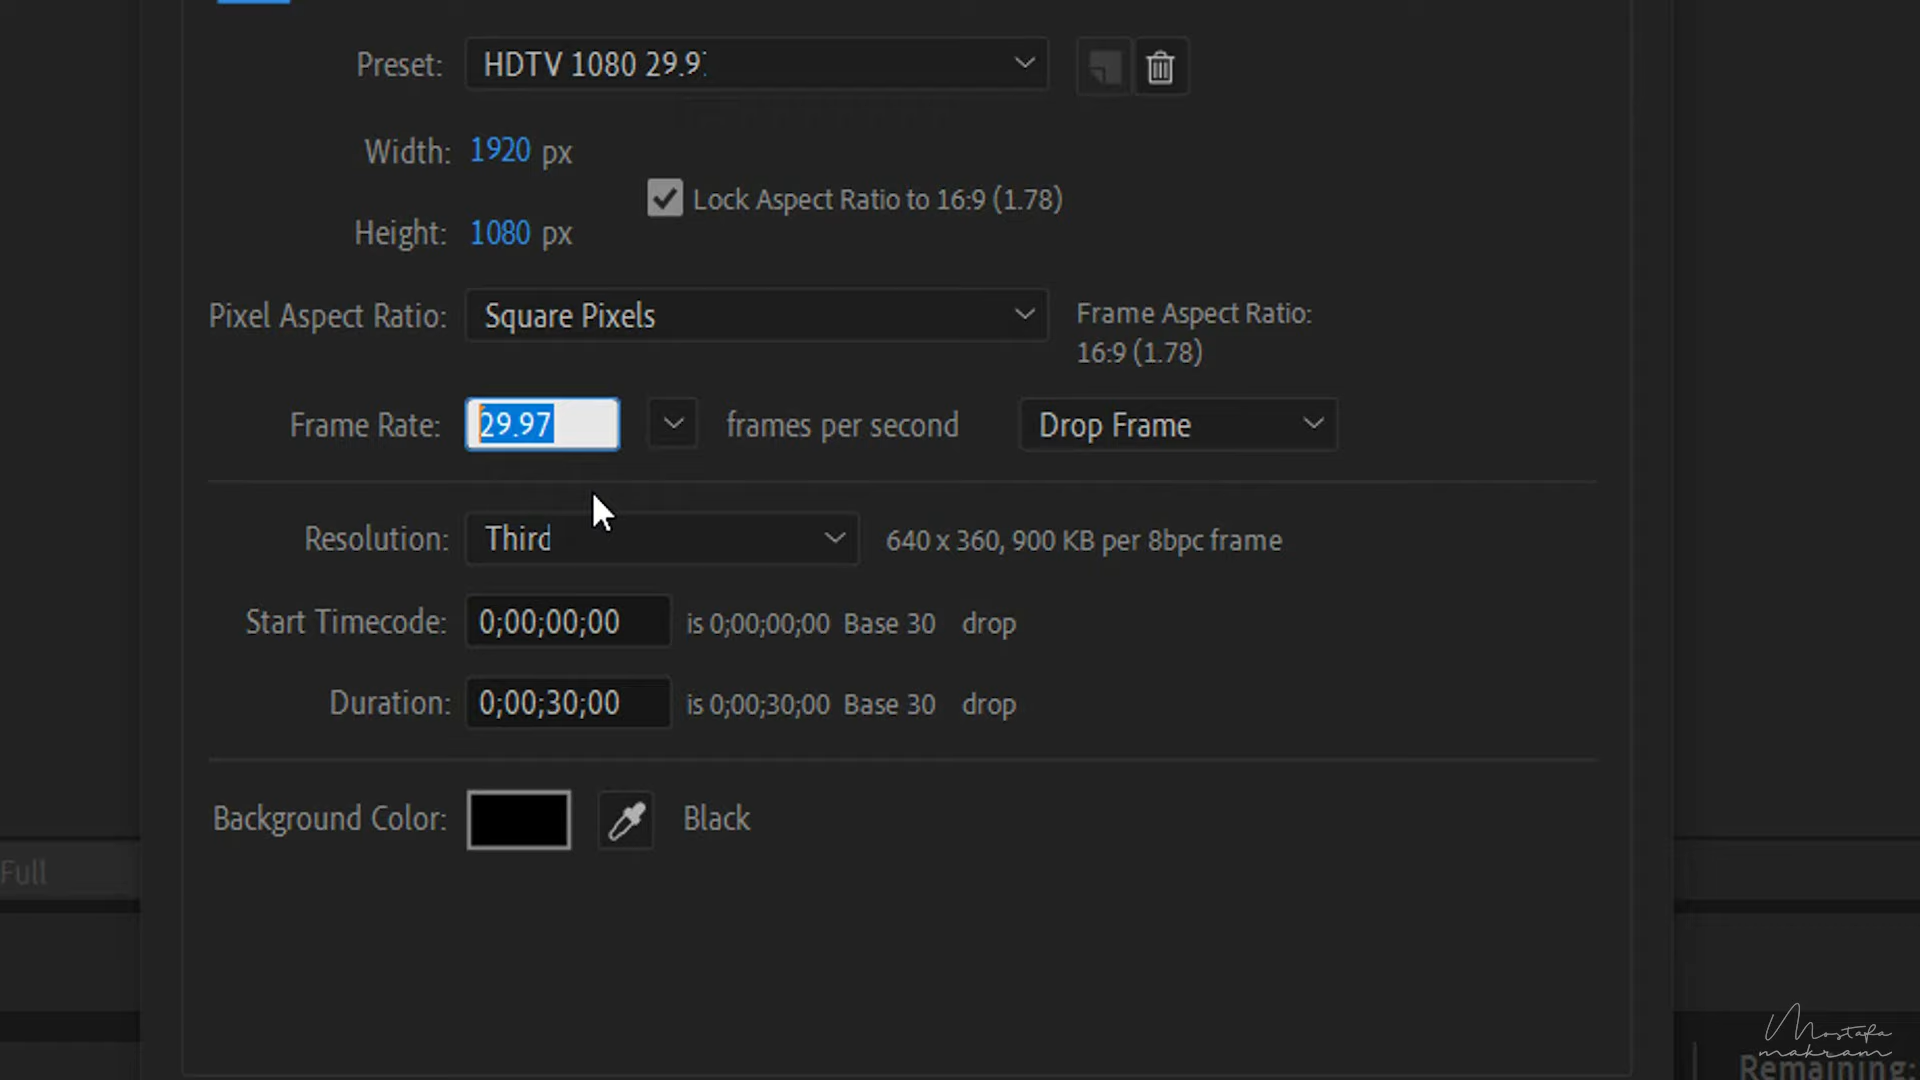 Preset: HDTV 1080 29.97
Width: 1920 px
Lock Aspect Ratio to 16:9 (1.78)
Height: 1080 px
Pixel Aspect Ratio: Square Pixels Frame Aspect Ratio:
16:9 (1.78)
Frame Rate: 29.97 frames per second Drop Frame
Resolution: Third 640 x 360, 900 KB per 8bpc frame
Start Timecode: 0;00;00;00 is 0;00;00;00 Base 30 drop
Duration: 0;00;30;00 is 0;00;30;00 Base 30 drop
Background Color: Black
Full
Mostafa
makram
Remaining: